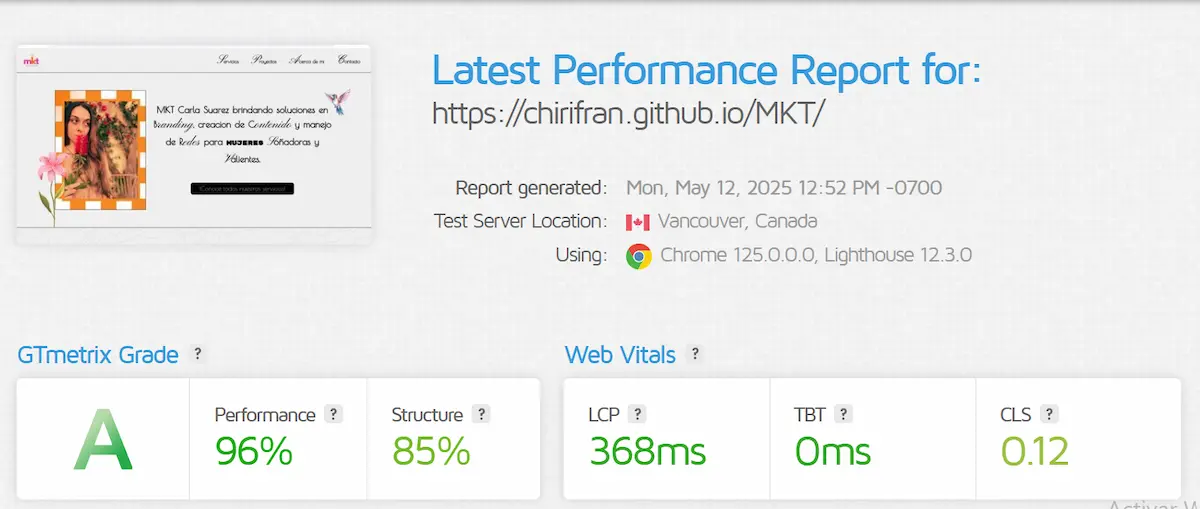 mkt
Servicios Proyectos Acerca de mi Contacto
MKT Carla Suarez brindando soluciones en
Branding, creacion de Contenido y manejo
de Redes para MUJERES Soñadoras y
Valientes.
¡Conoce todos nuestros servicios!
Latest Performance Report for:
https://chirifran.github.io/MKT/
Report generated: Mon, May 12, 2025 12:52 PM -0700
Test Server Location: Vancouver, Canada
Using: Chrome 125.0.0.0, Lighthouse 12.3.0
GTmetrix Grade ?
Web Vitals ?
A
Performance ? Structure ? LCP ? TBT ? CLS ?
96% 85% 368ms 0ms 0.12